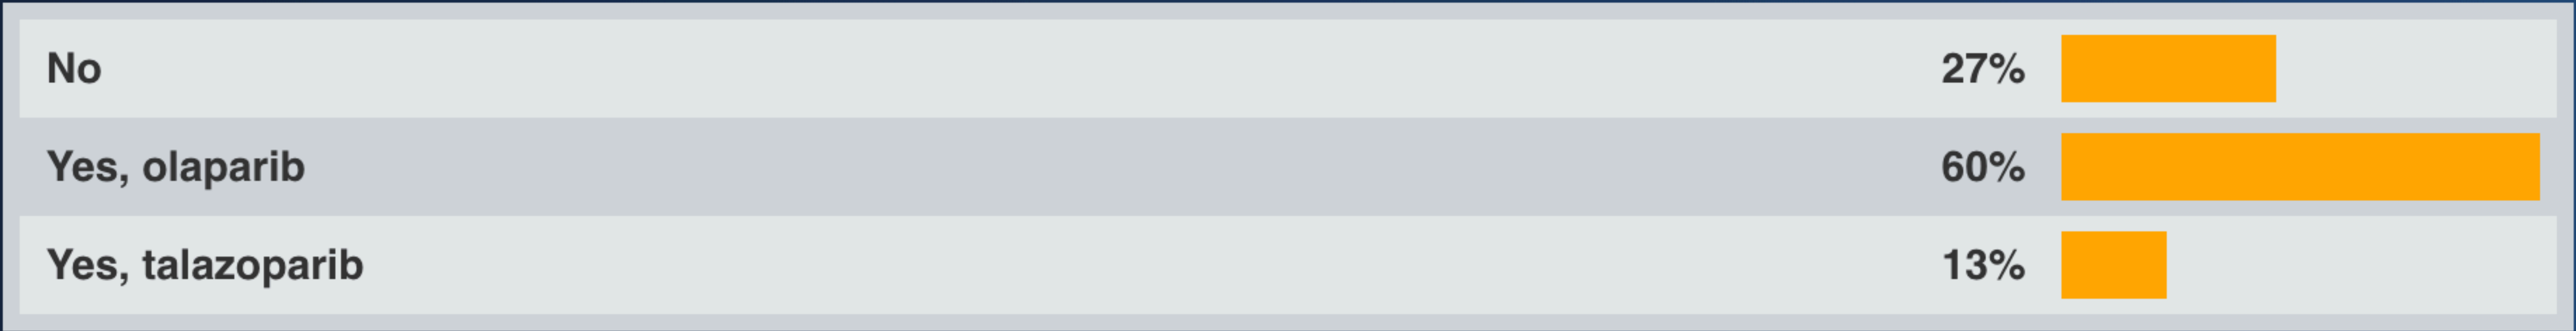 No 27%
Yes, olaparib 60%
Yes, talazoparib 13%